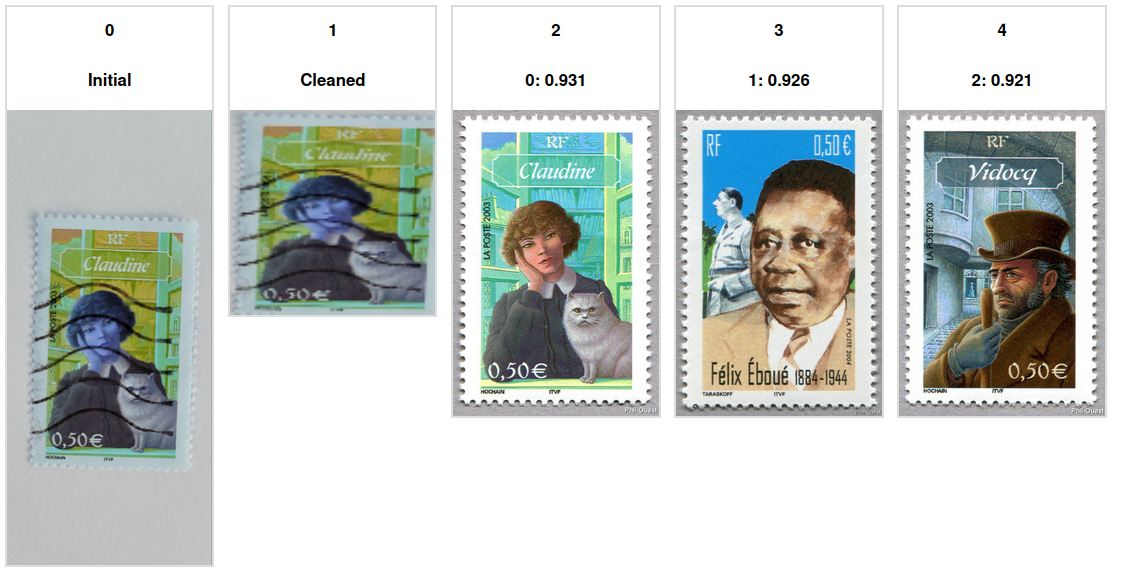 0
Initial
RF
Claudine
LA POSTE 2003
0,50€
HOCHAIN
ITVF
1
Cleaned
RF
Claudine
0,50€
2
0: 0.931
RF
Claudine
LA POSTE 2003
0,50€
HOCHAIN
ITVF
Phil-Ouest
3
1: 0.926
RF
0,50€
LA POSTE 2004
Félix Éboué 1884-1944
TARASKOFF
ITVF
Phil-Ouest
4
2: 0.921
RF
Vidocq
LA POSTE 2003
0,50€
HOCHAIN
ITVF
Phil-Ouest